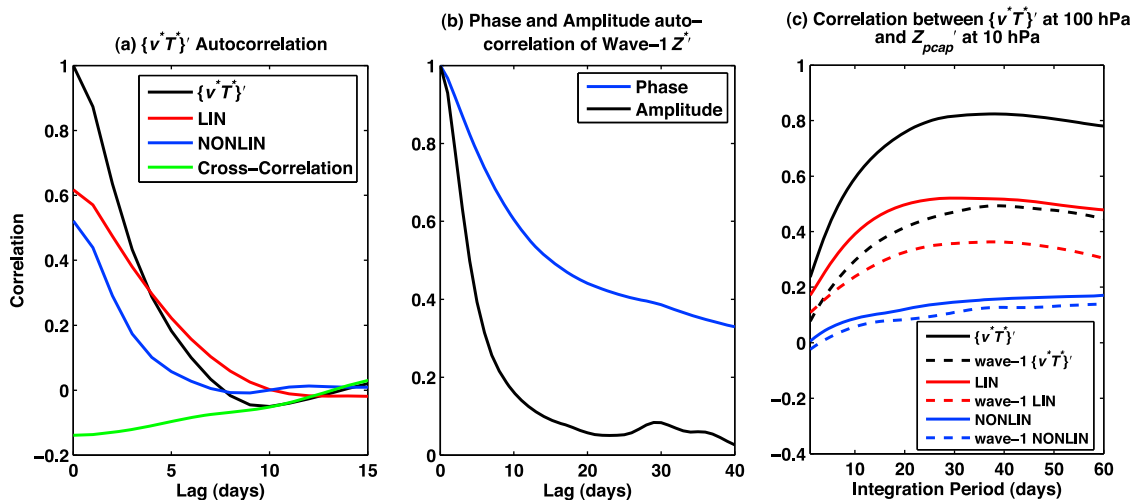 (a) {v*T*}′ Autocorrelation
1
0.8
0.6
0.4
0.2
0
−0.2
Correlation
{v*T*}′
LIN
NONLIN
Cross−Correlation
0 5 10 15
Lag (days)
(b) Phase and Amplitude auto−
correlation of Wave−1 Z*′
1
0.8
0.6
0.4
0.2
0
Phase
Amplitude
0 10 20 30 40
Lag (days)
(c) Correlation between {v*T*}′ at 100 hPa
and Zpcap′ at 10 hPa
1
0.8
0.6
0.4
0.2
0
−0.2
−0.4
{v*T*}′
wave−1 {v*T*}′
LIN
wave−1 LIN
NONLIN
wave−1 NONLIN
10 20 30 40 50 60
Integration Period (days)